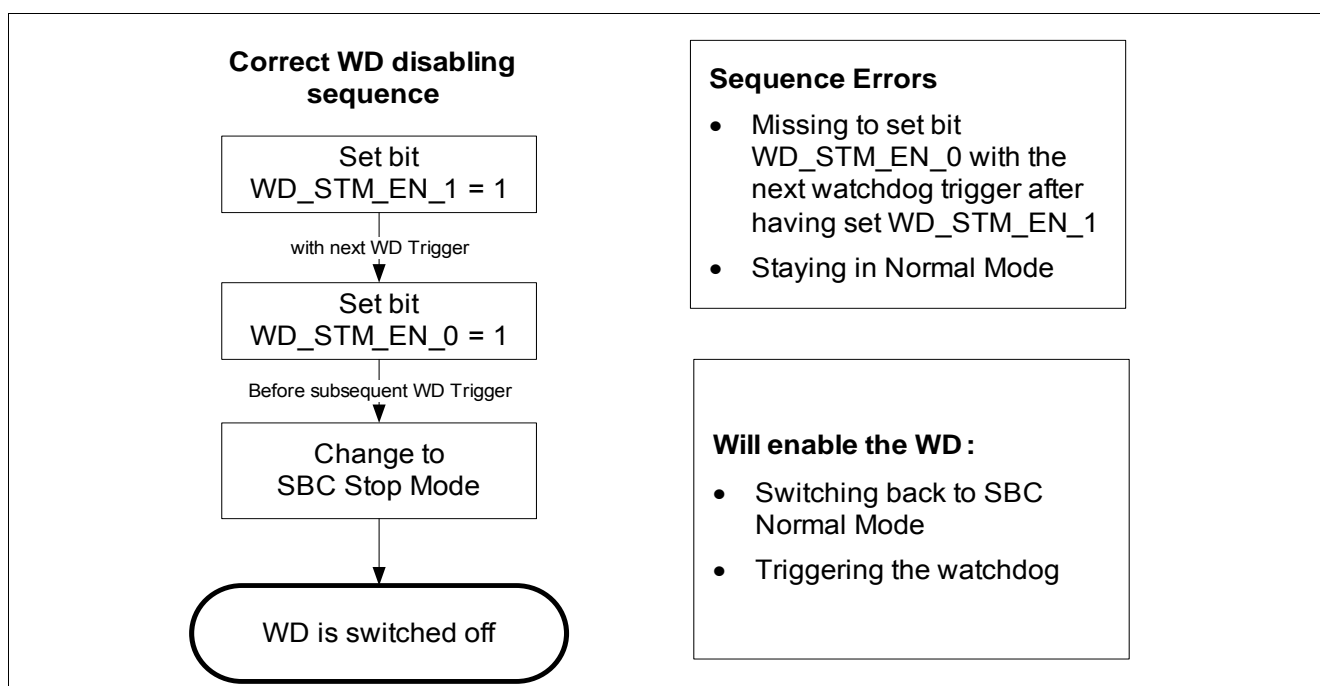 Correct WD disabling
sequence
Set bit
WD_STM_EN_1 = 1
with next WD Trigger
Set bit
WD_STM_EN_0 = 1
Before subsequent WD Trigger
Change to
SBC Stop Mode
WD is switched off
Sequence Errors
• Missing to set bit
WD_STM_EN_0 with the
next watchdog trigger after
having set WD_STM_EN_1
• Staying in Normal Mode
Will enable the WD :
• Switching back to SBC
Normal Mode
• Triggering the watchdog